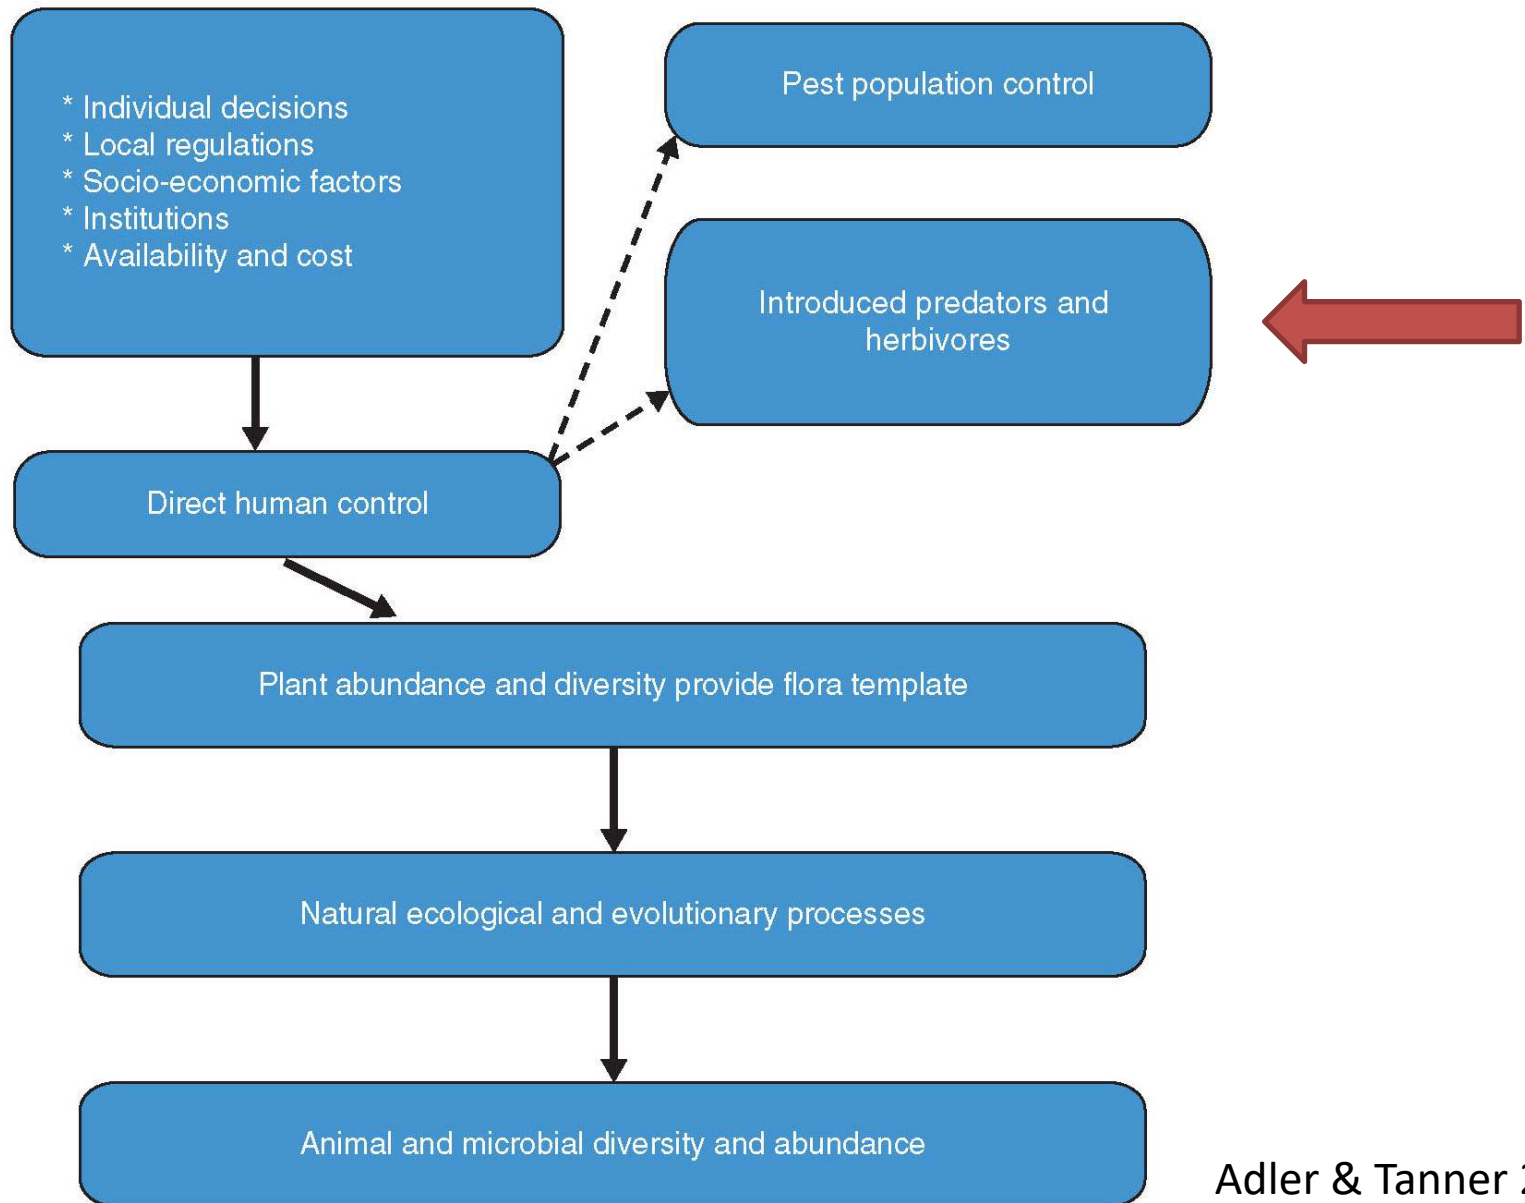 * Individual decisions
* Local regulations
* Socio-economic factors
* Institutions
* Availability and cost
Pest population control
Introduced predators and
herbivores
Direct human control
Plant abundance and diversity provide flora template
Natural ecological and evolutionary processes
Animal and microbial diversity and abundance
Adler & Tanner